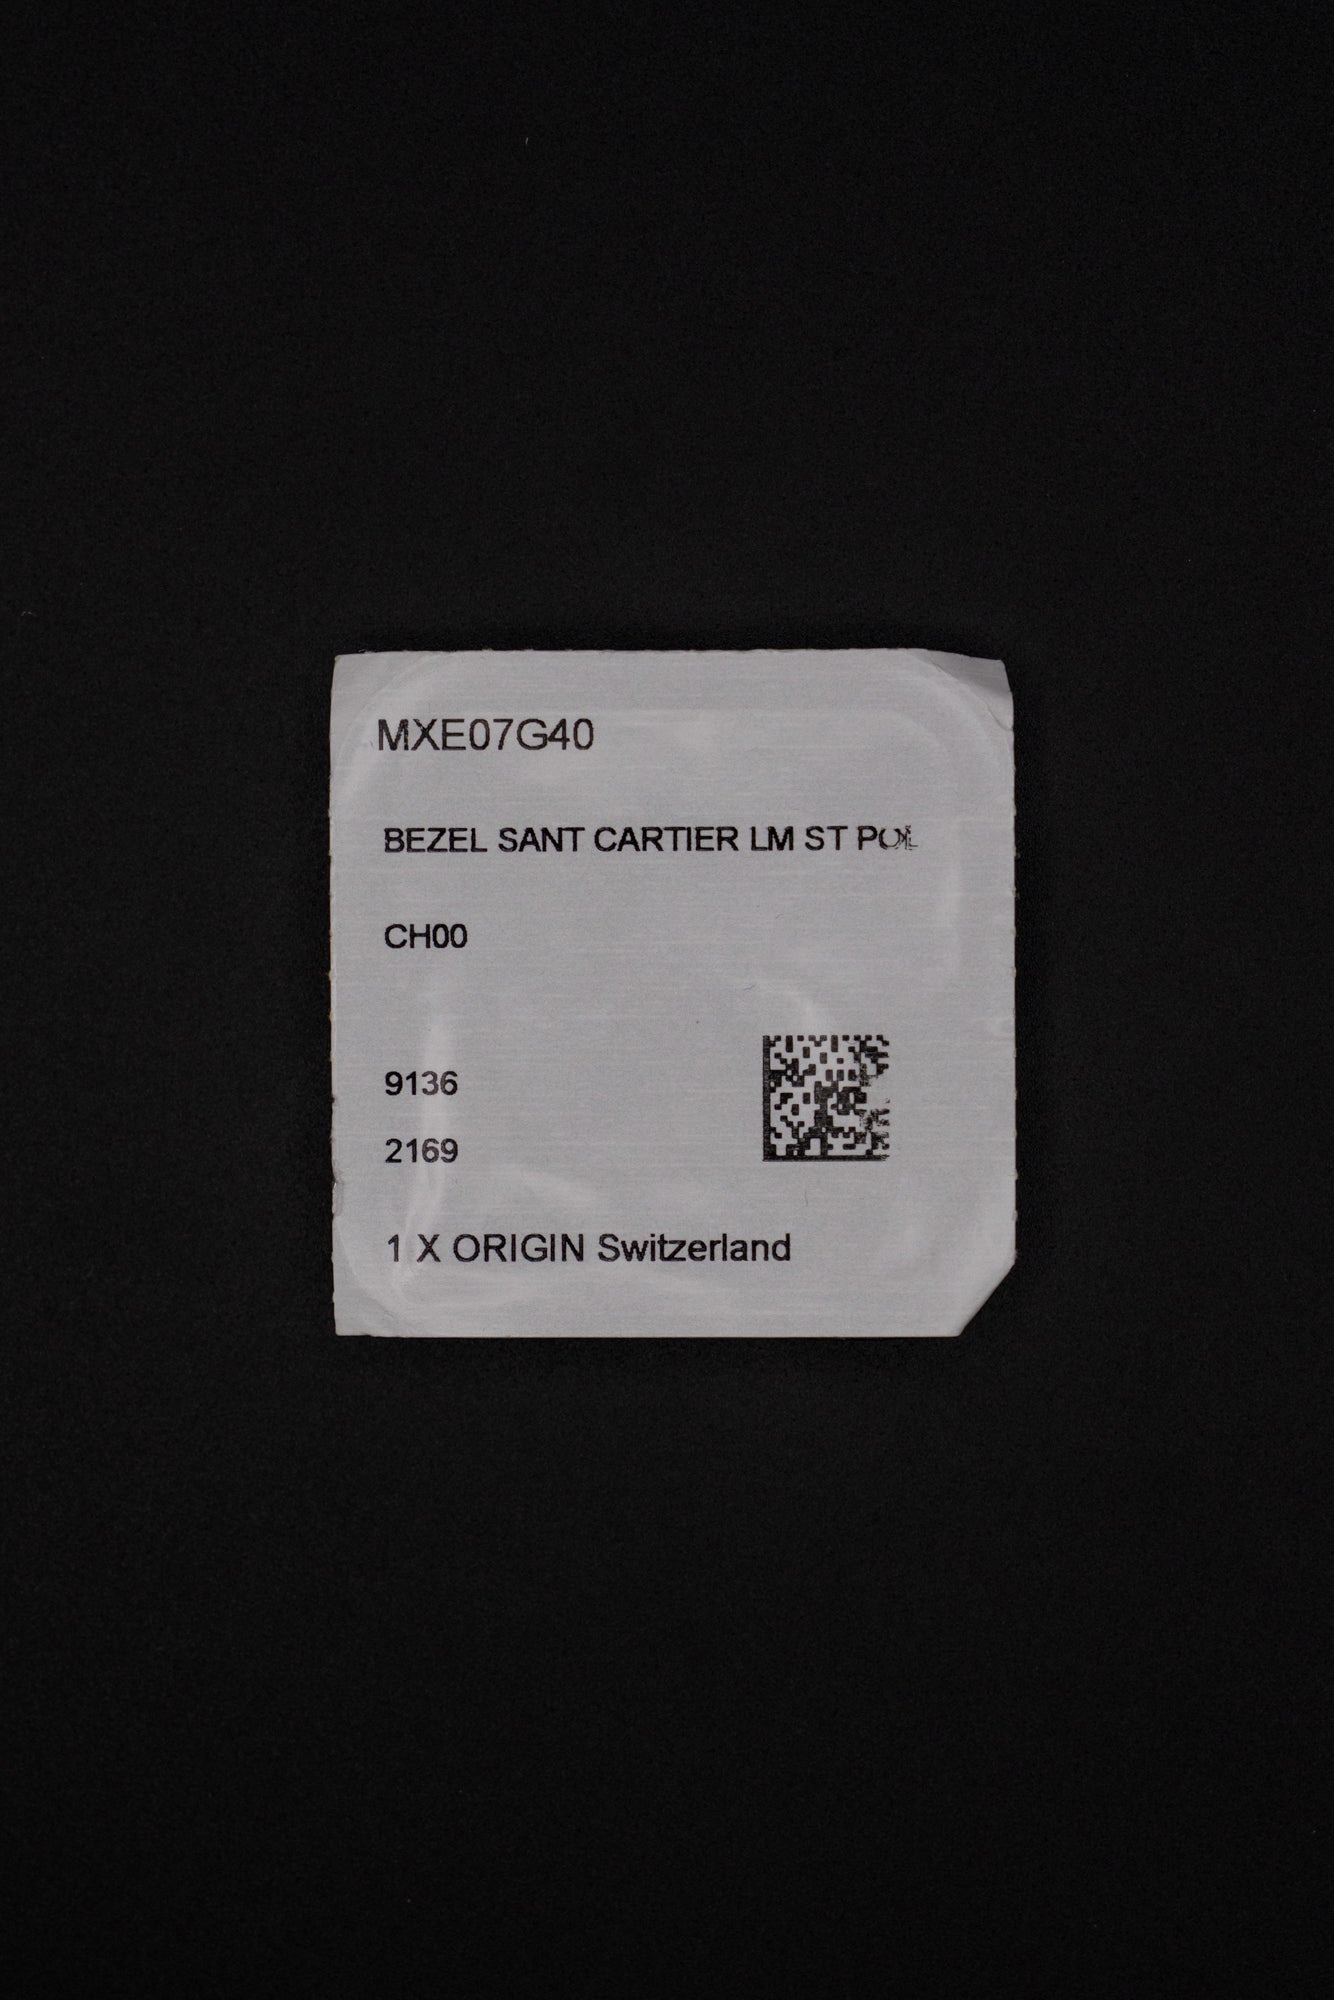 MXE07G40
BEZEL SANT CARTIER LM ST POL
CH00
9136
2169
1 X ORIGIN Switzerland